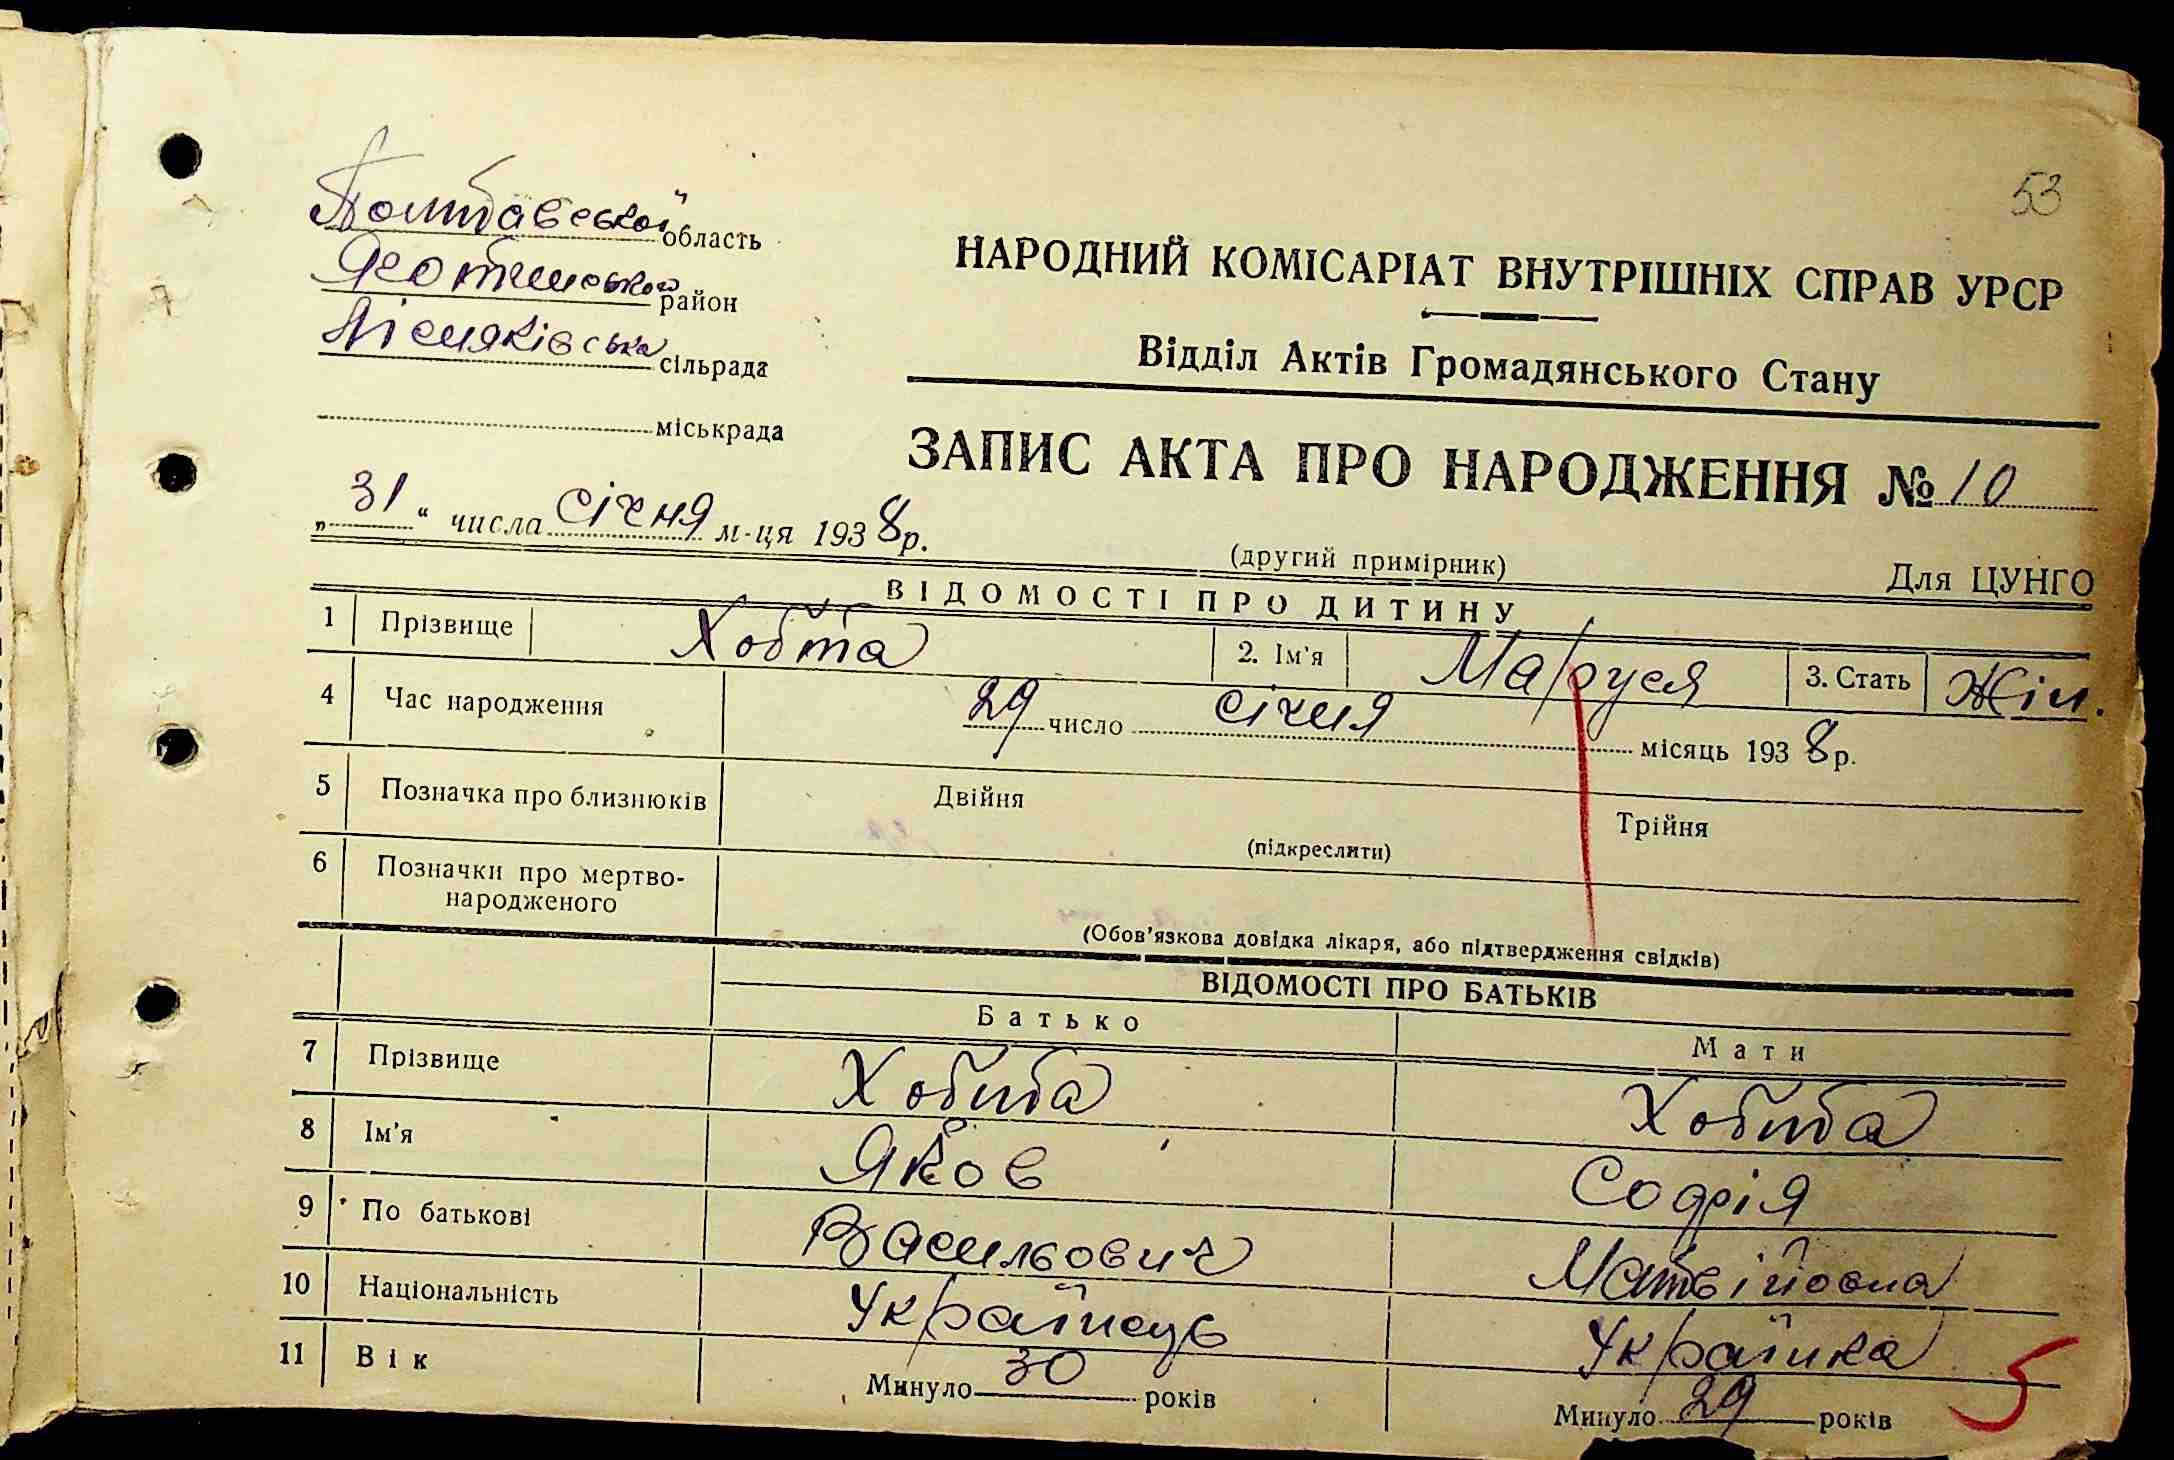 53
Полтавської область
Яготинського район
Лісняківська сільрада
міськрада
НАРОДНИЙ КОМІСАРІАТ ВНУТРІШНІХ СПРАВ УРСР
Відділ Актів Громадянського Стану
ЗАПИС АКТА ПРО НАРОДЖЕННЯ № 10
„31“ числа січня м-ця 1938 р.
(другий примірник)
Для ЦУНГО
ВІДОМОСТІ ПРО ДИТИНУ
1 Прізвище Хобта 2. Ім'я Маруся 3. Стать Жін.
4 Час народження 29 число січня місяць 1938 р.
5 Позначка про близнюків Двійня Трійня
(підкреслити)
6 Позначки про мертво-
народженого
(Обов'язкова довідка лікаря, або підтвердження свідків)
ВІДОМОСТІ ПРО БАТЬКІВ
Батько Мати
7 Прізвище Хобта Хобта
8 Ім'я Яков Софія
9 По батькові Васильович Матвійовна
10 Національність Українець Українка
11 Вік Минуло 30 років Минуло 29 років
5